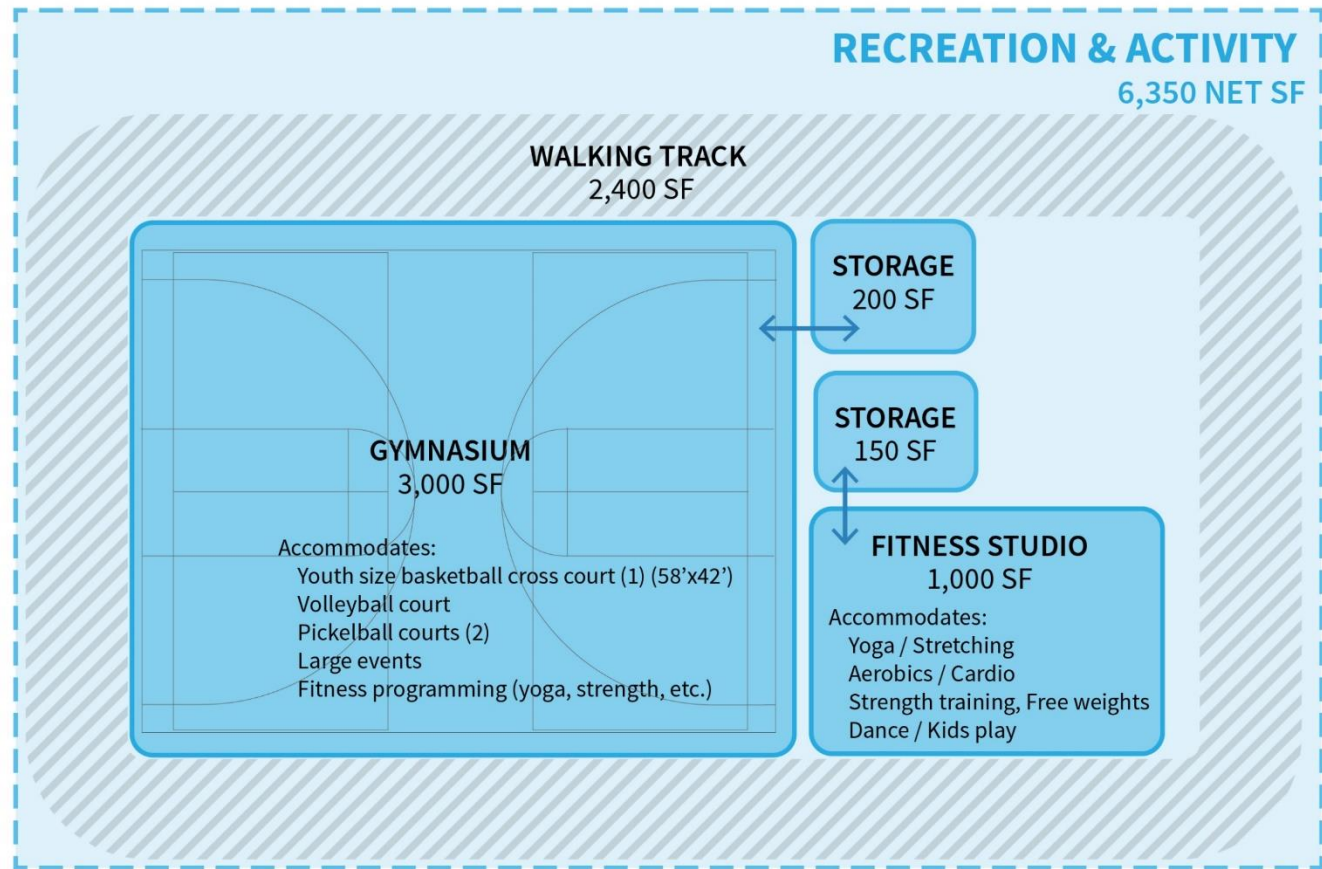 RECREATION & ACTIVITY
6,350 NET SF
WALKING TRACK
2,400 SF
STORAGE
200 SF
STORAGE
150 SF
GYMNASIUM
3,000 SF
Accommodates:
Youth size basketball cross court (1) (58’x42’)
Volleyball court
Pickelball courts (2)
Large events
Fitness programming (yoga, strength, etc.)
FITNESS STUDIO
1,000 SF
Accommodates:
Yoga / Stretching
Aerobics / Cardio
Strength training, Free weights
Dance / Kids play